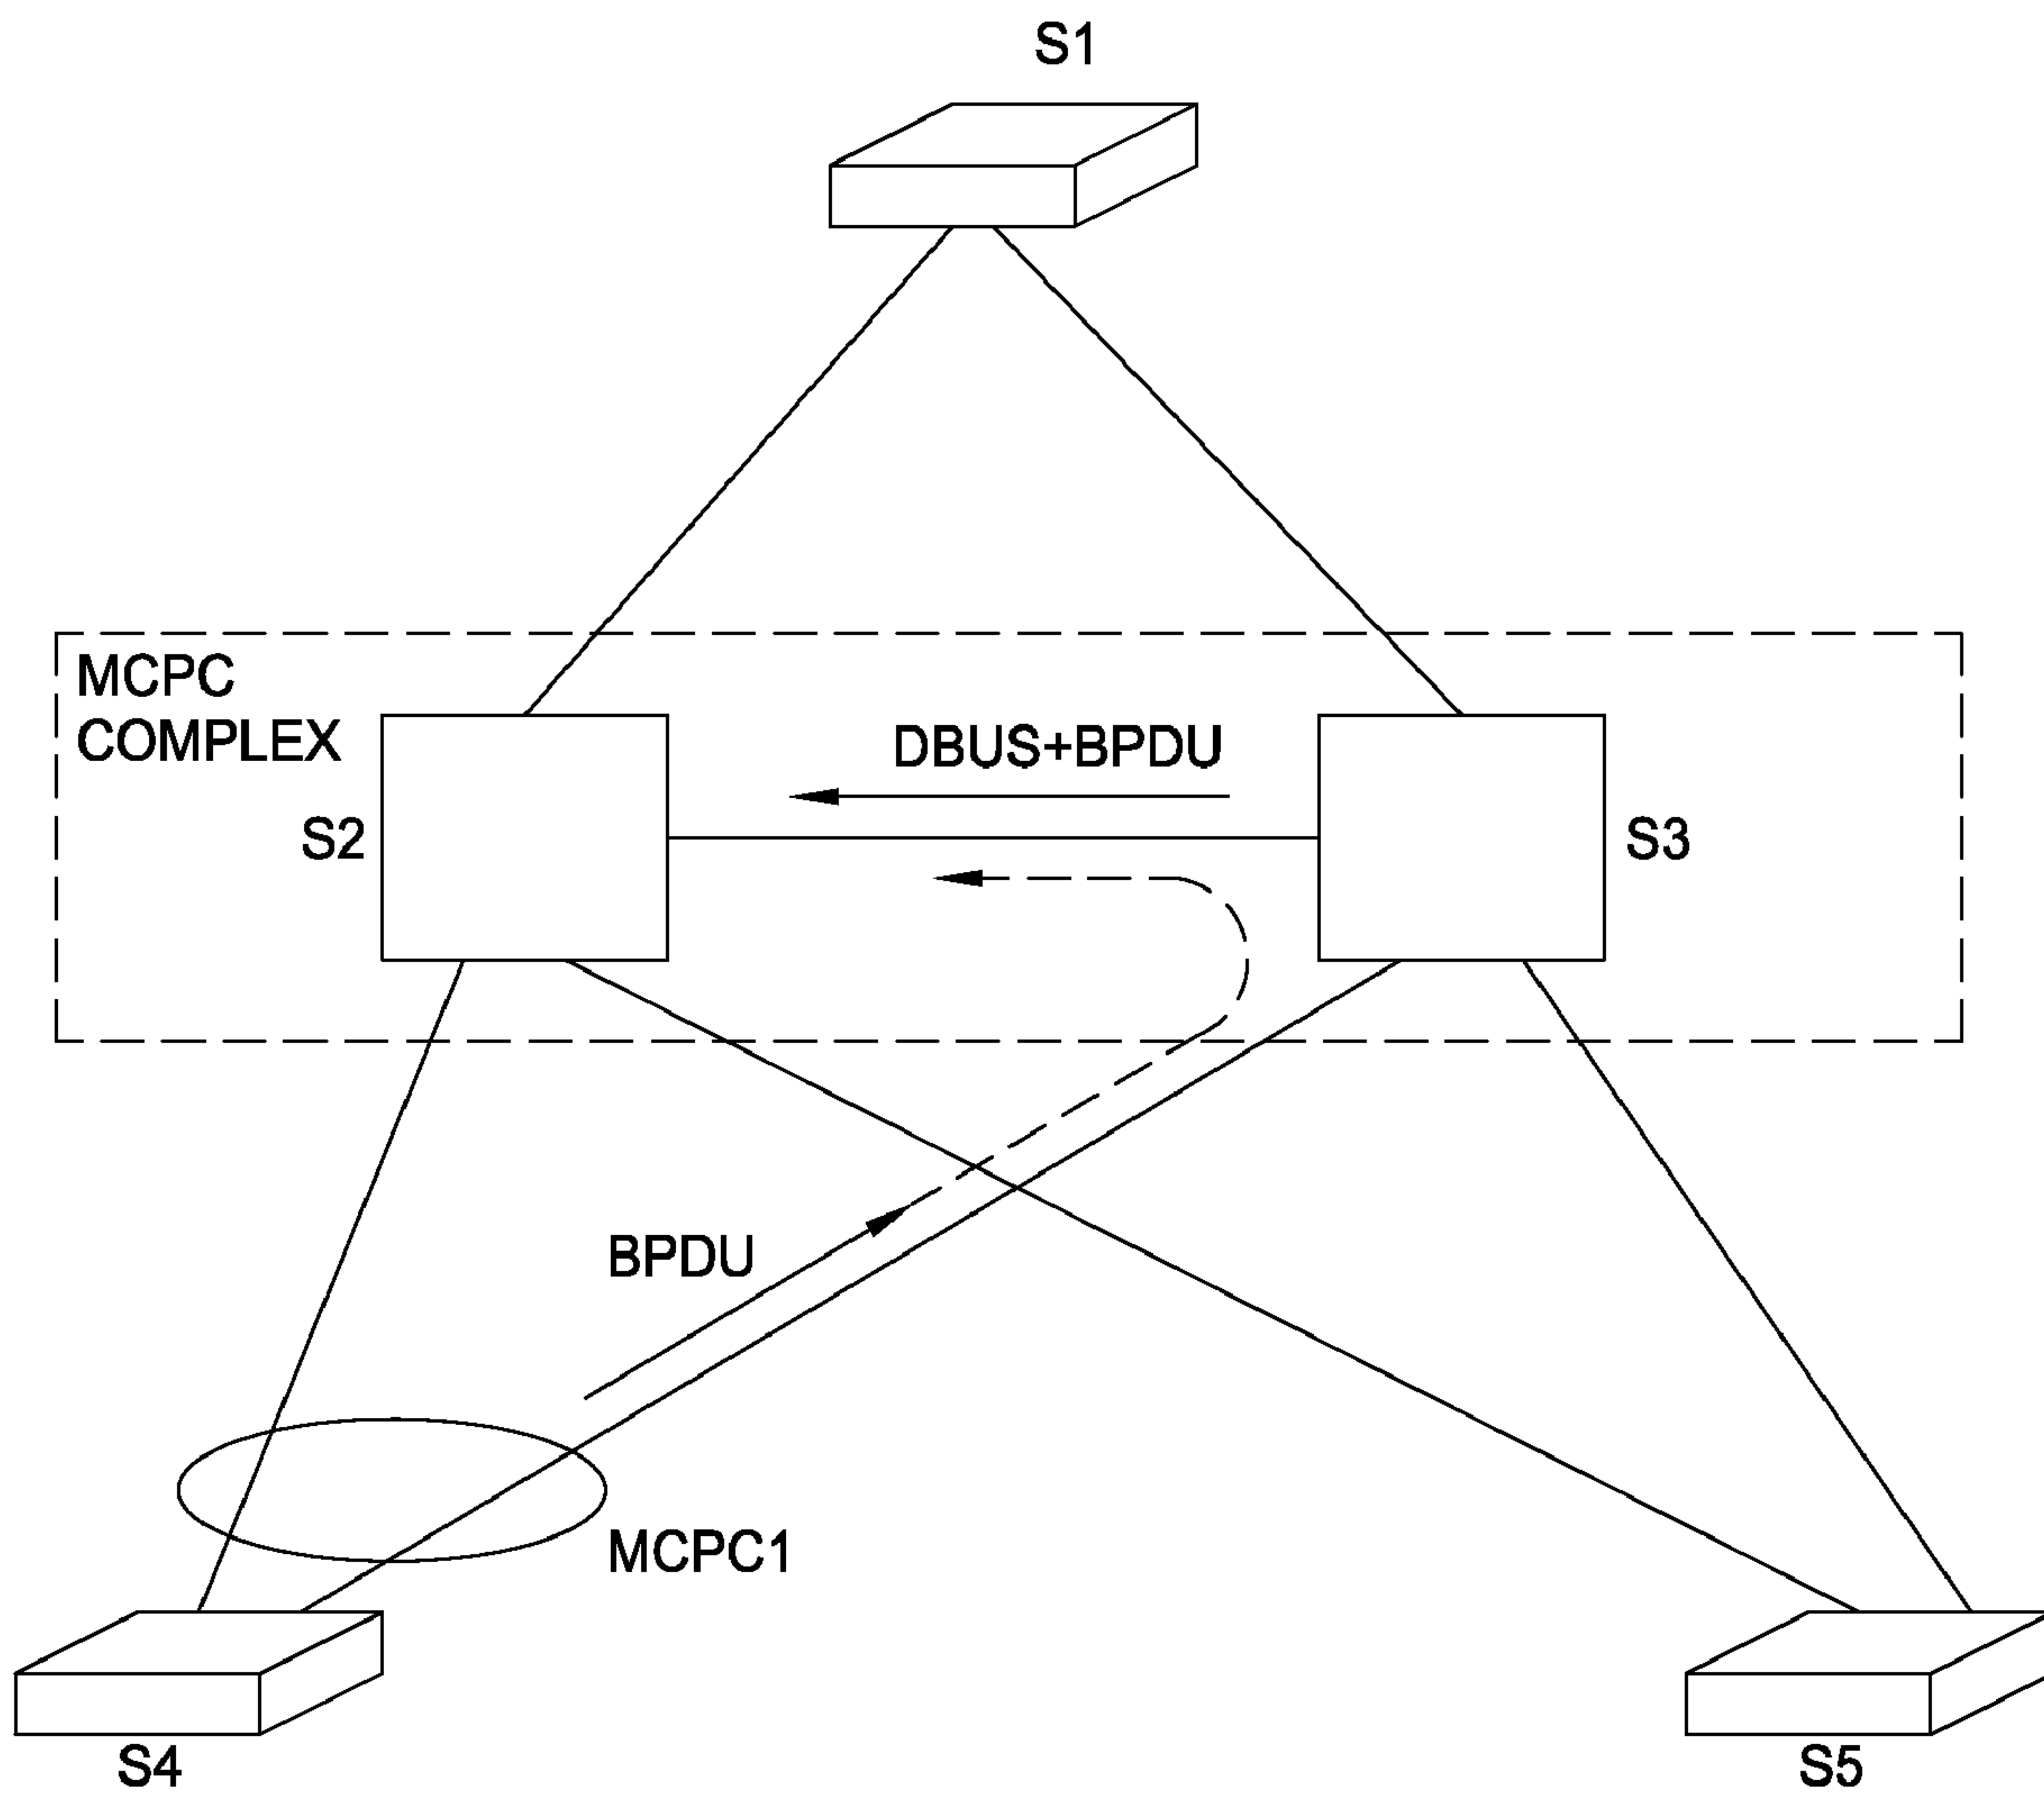 S1
MCPC
COMPLEX
DBUS+BPDU
S2
S3
BPDU
MCPC1
S4
S5